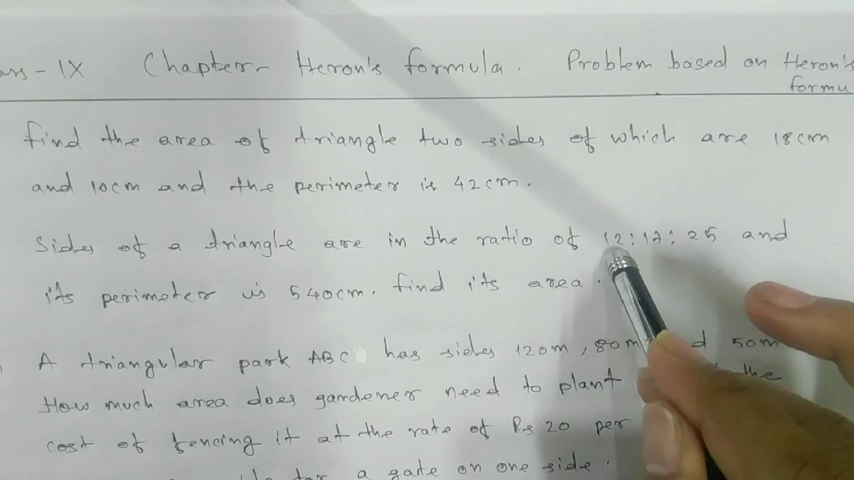 ass - IX Chapter - Heron's formula. Problem based on Heron's
formu
find the area of triangle two sides of which are 18cm
and 10cm and the perimeter is 42cm.
Sides of a triangle are in the ratio of 12:17:25 and
its perimeter is 540cm. find its area.
A triangular park ABC has sides 120m, 80m d 50m
How much area does gardener need to plant the
cost of fencing it at the rate of Rs 20 per
for a gate on one side.